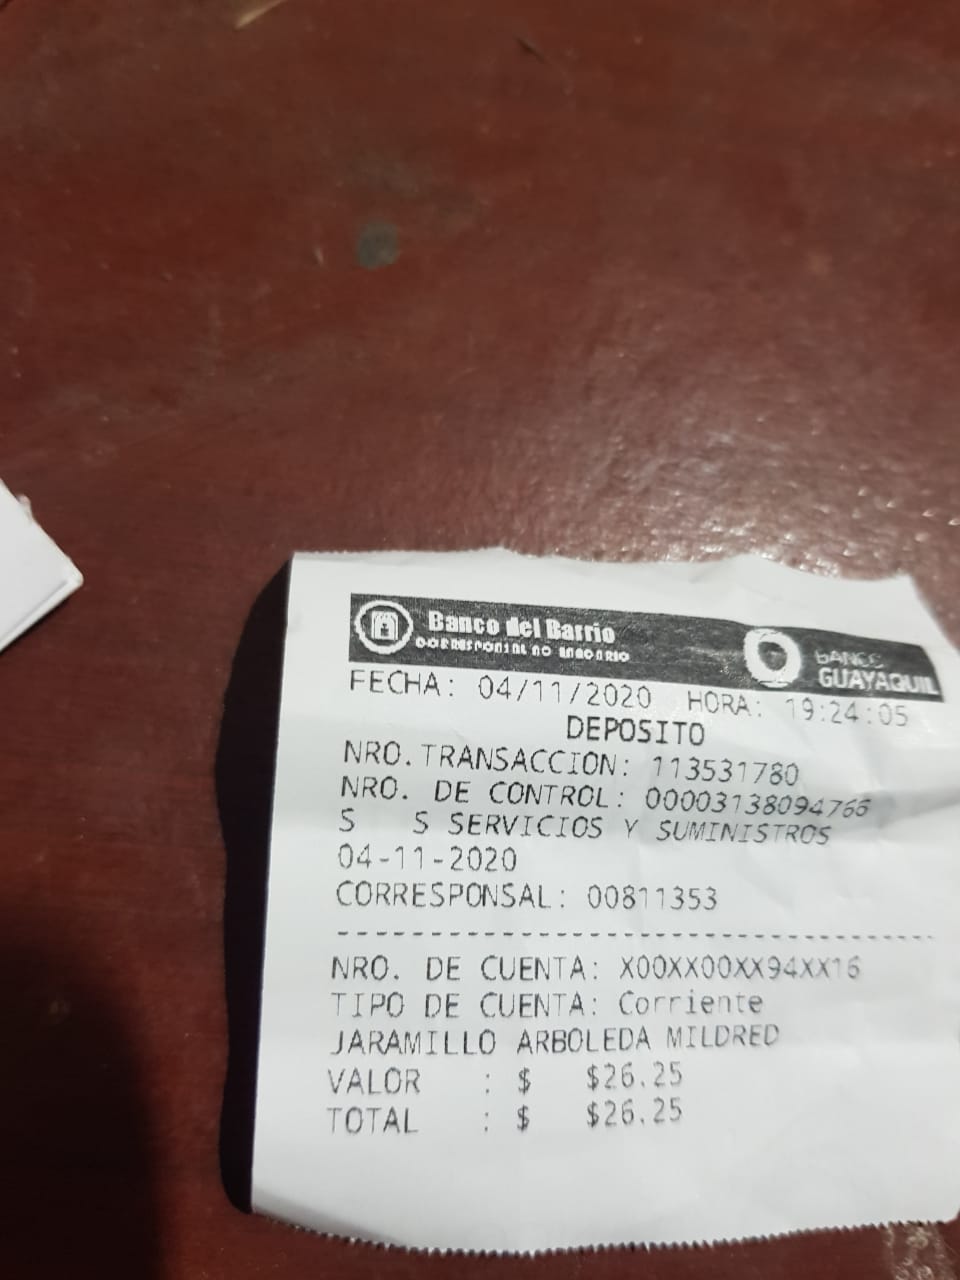 Banco del Barrio
BANCO
GUAYAQUIL
FECHA: 04/11/2020 HORA: 19:24:05
DEPOSITO
NRO.TRANSACCION: 113531780
NRO. DE CONTROL: 00003138094766
S S SERVICIOS Y SUMINISTROS
04-11-2020
CORRESPONSAL: 00811353
NRO. DE CUENTA: X00XX00XX94XX16
TIPO DE CUENTA: Corriente
JARAMILLO ARBOLEDA MILDRED
VALOR : $ $26.25
TOTAL : $ $26.25